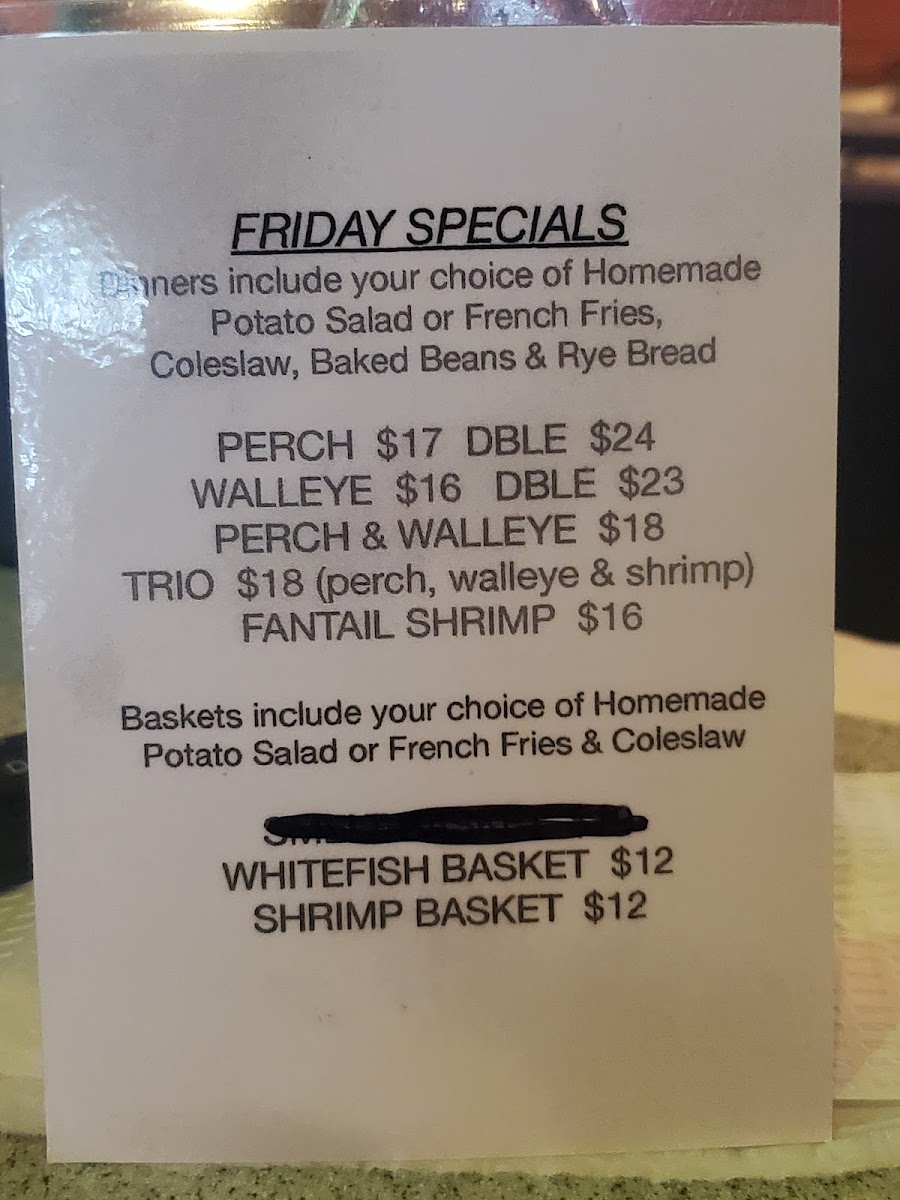 FRIDAY SPECIALS
Dinners include your choice of Homemade
Potato Salad or French Fries,
Coleslaw, Baked Beans & Rye Bread
PERCH $17 DBLE $24
WALLEYE $16 DBLE $23
PERCH & WALLEYE $18
TRIO $18 (perch, walleye & shrimp)
FANTAIL SHRIMP $16
Baskets include your choice of Homemade
Potato Salad or French Fries & Coleslaw
WHITEFISH BASKET $12
SHRIMP BASKET $12